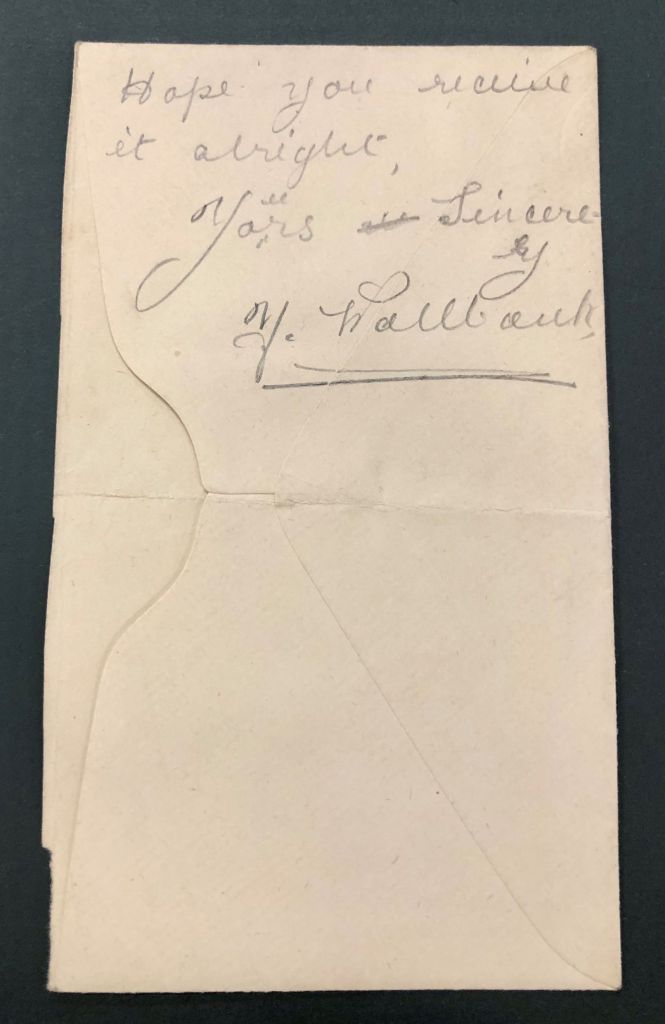 Hope you receive
it alright,
Yours Sincere-
ly
Y. Wallbank,